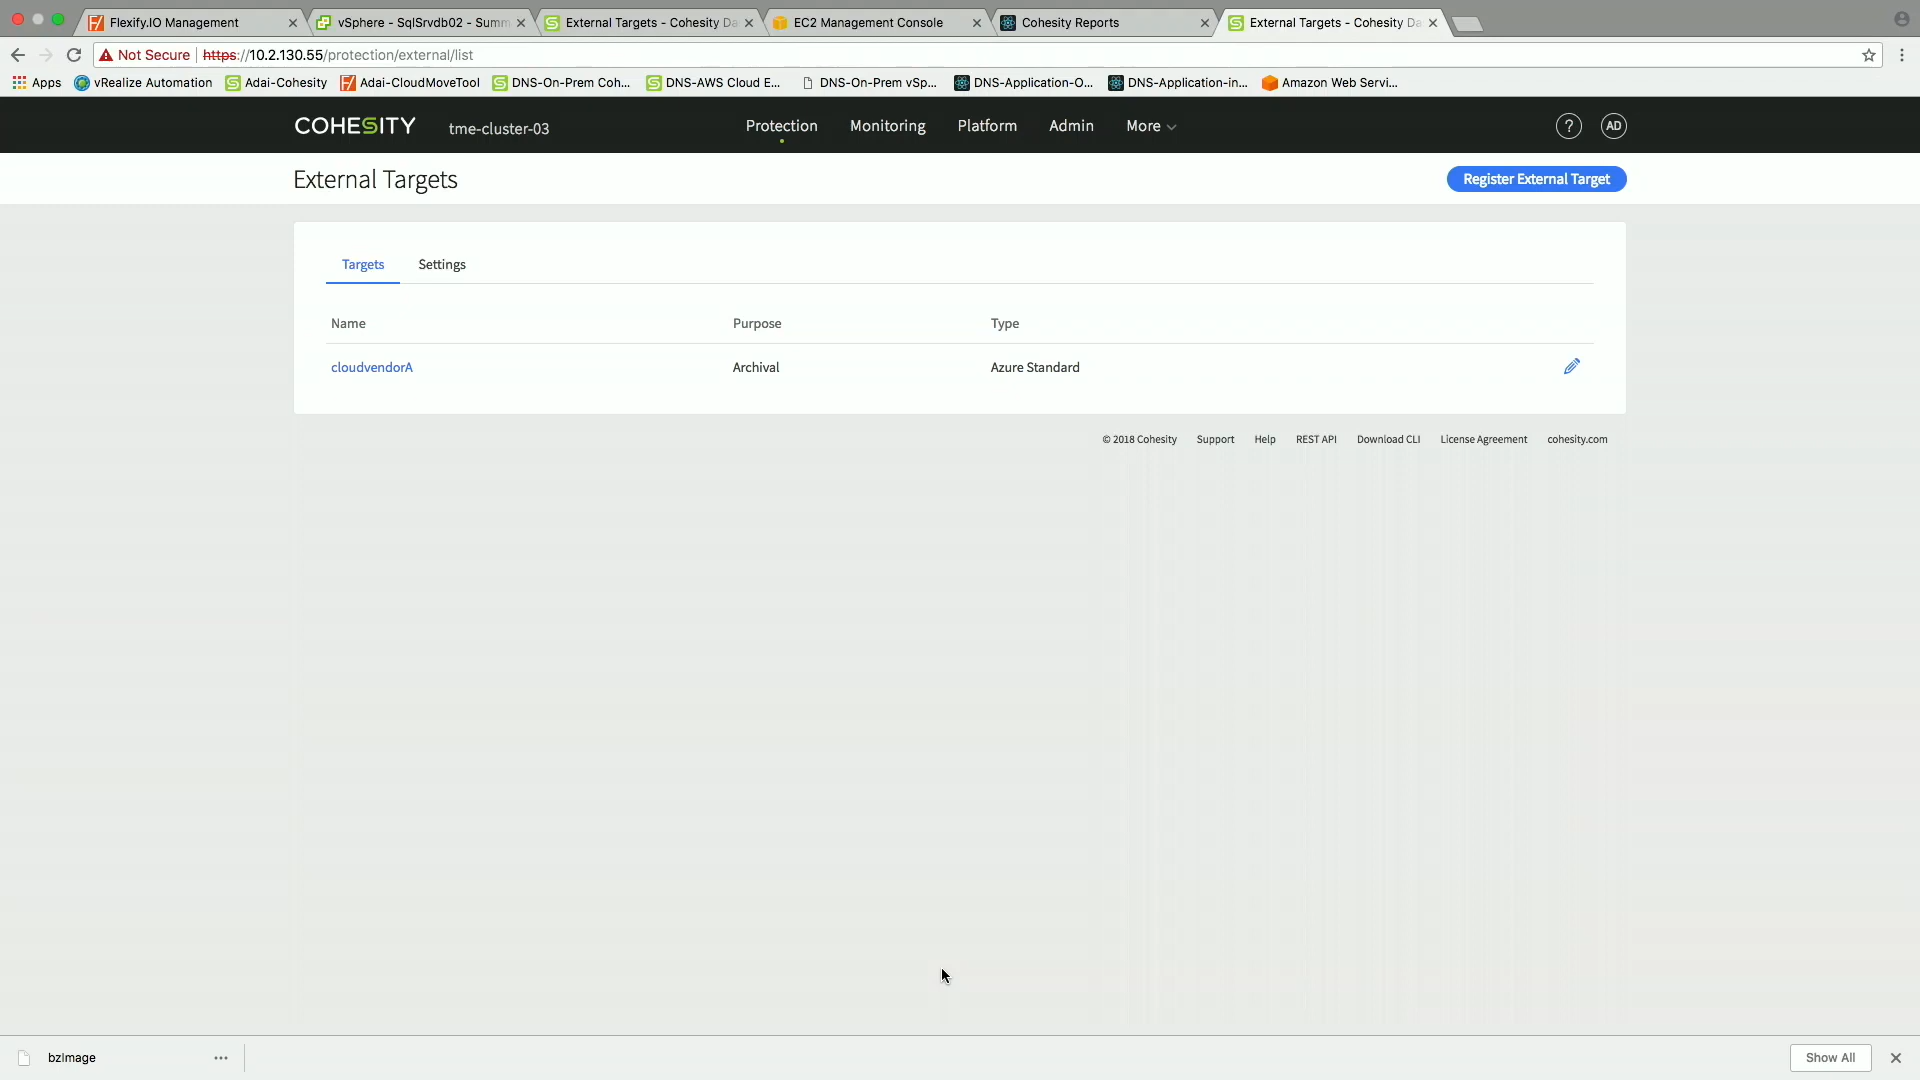 Flexify.IO Management
vSphere - SqlSrvdb02 - Summ
External Targets - Cohesity Da
EC2 Management Console
Cohesity Reports
External Targets - Cohesity Da
Not Secure
https://10.2.130.55/protection/external/list
Apps
vRealize Automation
Adai-Cohesity
Adai-CloudMoveTool
DNS-On-Prem Coh...
DNS-AWS Cloud E...
DNS-On-Prem vSp...
DNS-Application-O...
DNS-Application-in...
Amazon Web Servi...
COHESITY
tme-cluster-03
Protection
Monitoring
Platform
Admin
More
?
AD
External Targets
Register External Target
Targets
Settings
Name
Purpose
Type
cloudvendorA
Archival
Azure Standard
© 2018 Cohesity
Support
Help
REST API
Download CLI
License Agreement
cohesity.com
bzImage
Show All